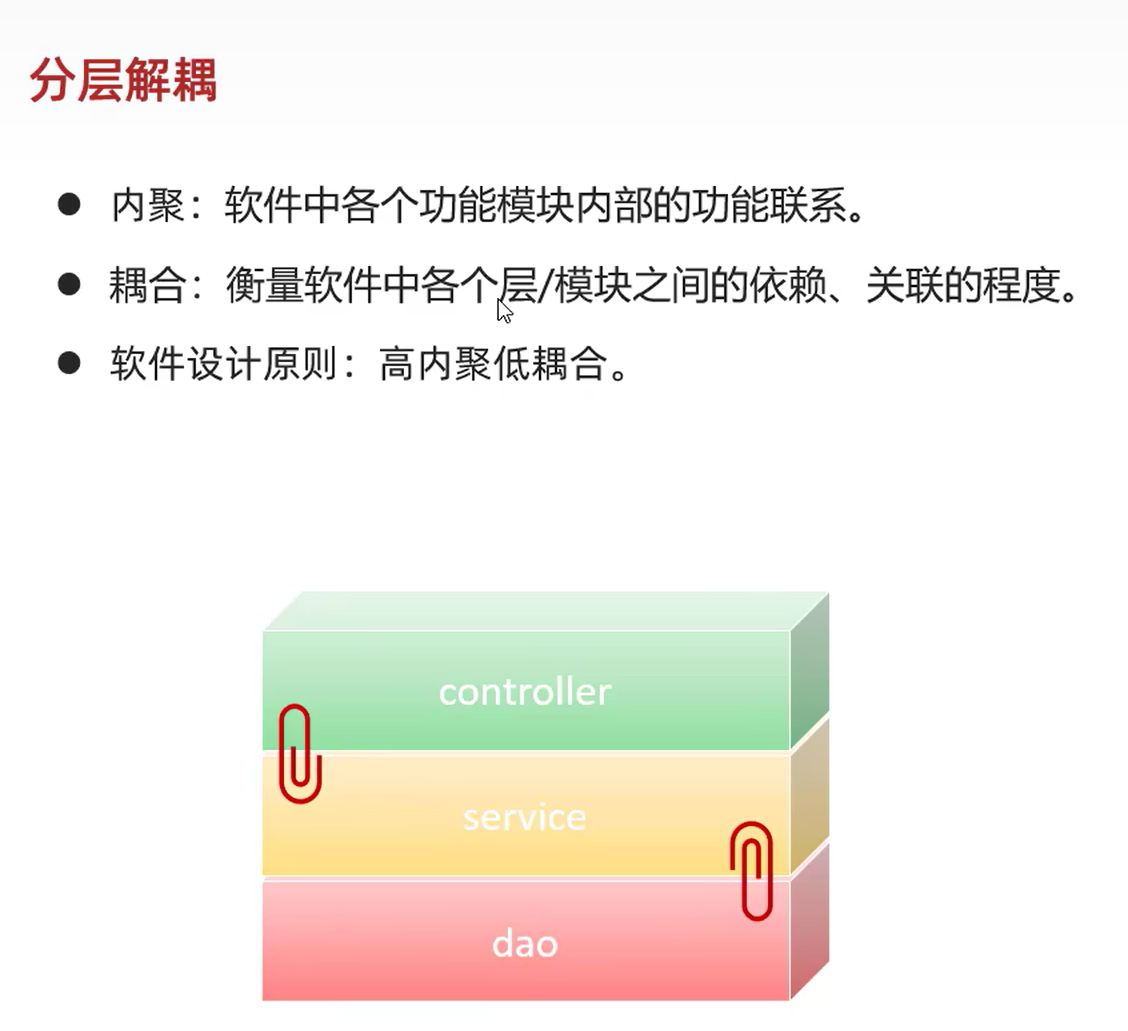 分层解耦
内聚：软件中各个功能模块内部的功能联系。
耦合：衡量软件中各个层/模块之间的依赖、关联的程度。
软件设计原则：高内聚低耦合。
controller
service
dao